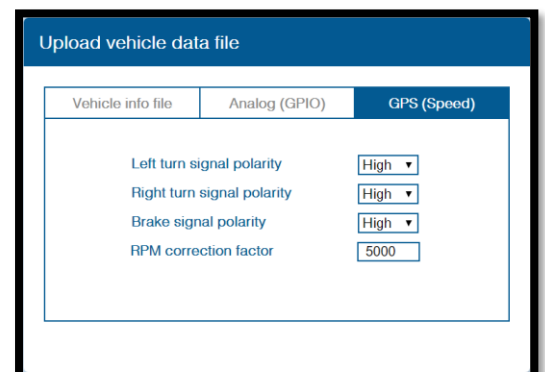 Upload vehicle data file
Vehicle info file Analog (GPIO) GPS (Speed)
Left turn signal polarity High
Right turn signal polarity High
Brake signal polarity High
RPM correction factor 5000